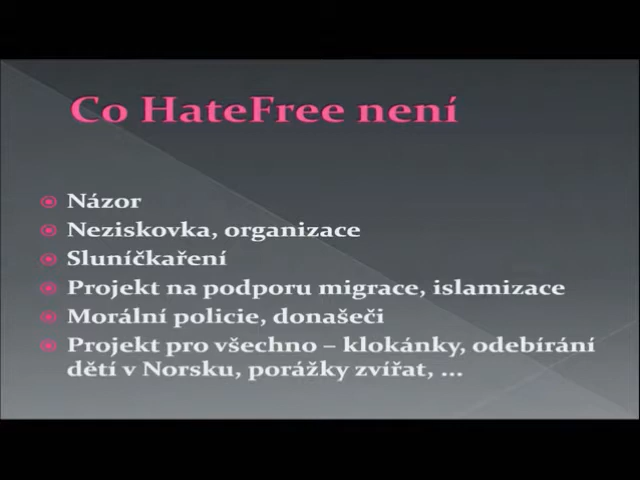 Co HateFree není
Názor
Neziskovka, organizace
Sluníčkaření
Projekt na podporu migrace, islamizace
Morální policie, donašeči
Projekt pro všechno – klokánky, odebírání
dětí v Norsku, porážky zvířat, ...